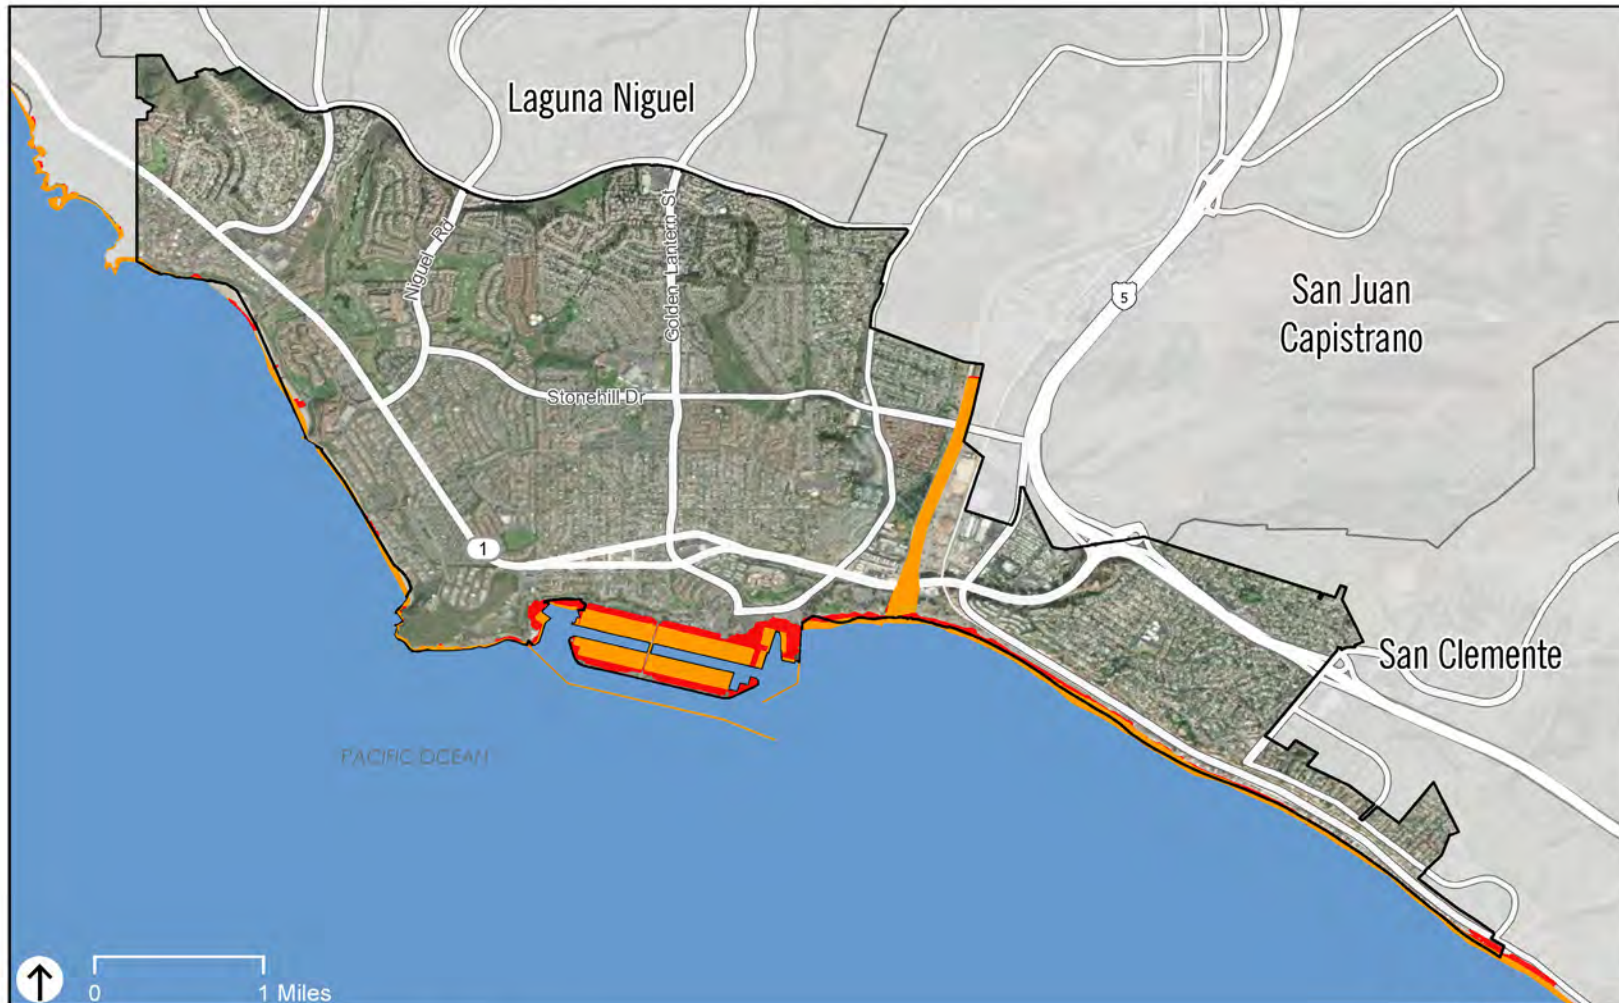 Laguna Niguel
Niguel Rd
Golden Lantern St
5
San Juan
Capistrano
Stonehill Dr
1
San Clemente
PACIFIC OCEAN
0 1 Miles